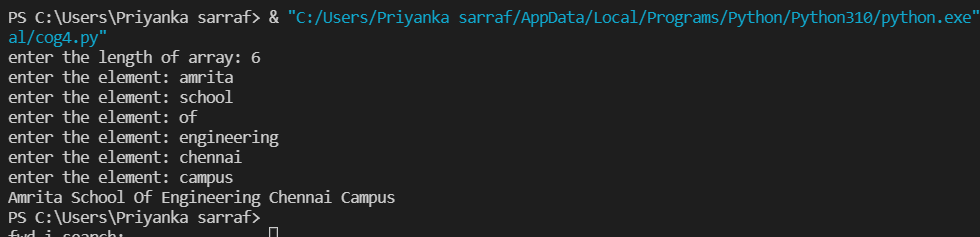 PS C:\Users\Priyanka sarraf> & "C:/Users/Priyanka sarraf/AppData/Local/Programs/Python/Python310/python.exe"
al/cog4.py"
enter the length of array: 6
enter the element: amrita
enter the element: school
enter the element: of
enter the element: engineering
enter the element: chennai
enter the element: campus
Amrita School Of Engineering Chennai Campus
PS C:\Users\Priyanka sarraf>
fwd-i-search: